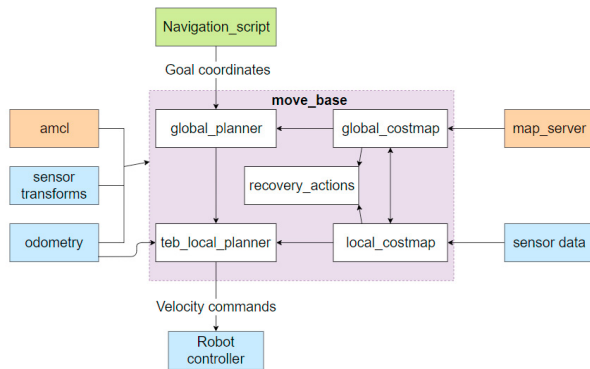 Navigation_script
Goal coordinates
move_base
amcl
global_planner
global_costmap
map_server
sensor
transforms
recovery_actions
odometry
teb_local_planner
local_costmap
sensor data
Velocity commands
Robot
controller